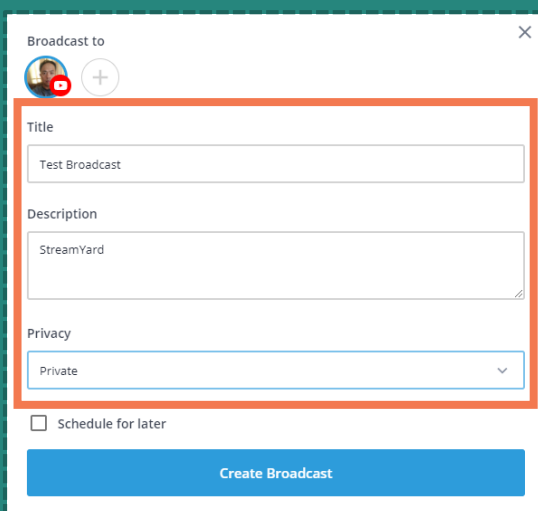 Broadcast to
Title
Test Broadcast
Description
StreamYard
Privacy
Private
Schedule for later
Create Broadcast